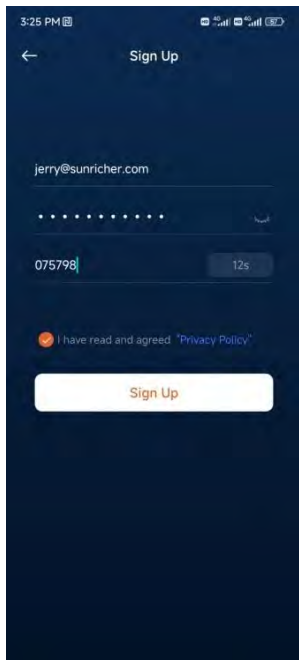 3:25 PM
Sign Up
jerry@sunricher.com
075798
12s
I have read and agreed "Privacy Policy"
Sign Up